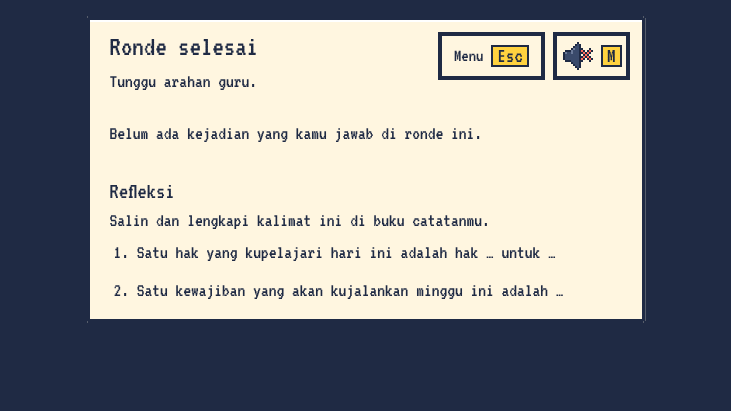 Ronde selesai
Menu Esc
M
Tunggu arahan guru.
Belum ada kejadian yang kamu jawab di ronde ini.
Refleksi
Salin dan lengkapi kalimat ini di buku catatanmu.
1. Satu hak yang kupelajari hari ini adalah hak … untuk …
2. Satu kewajiban yang akan kujalankan minggu ini adalah …